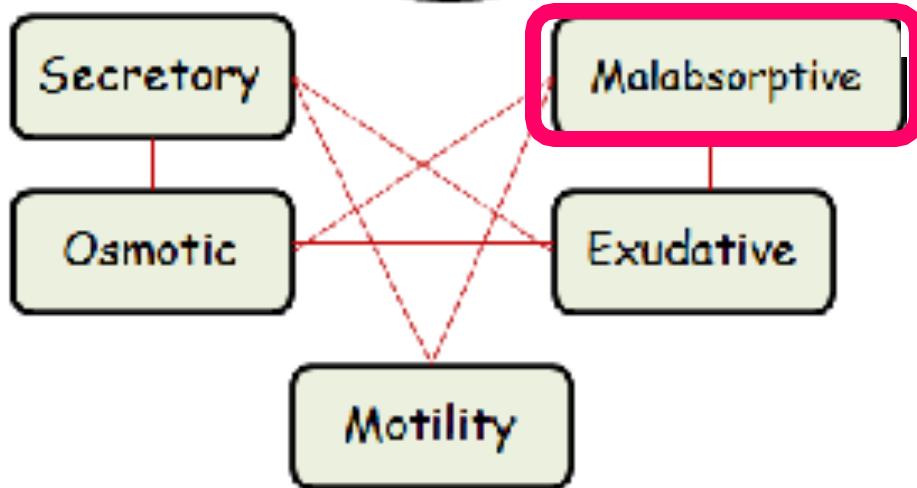 Secretory
Malabsorptive
Osmotic
Exudative
Motility